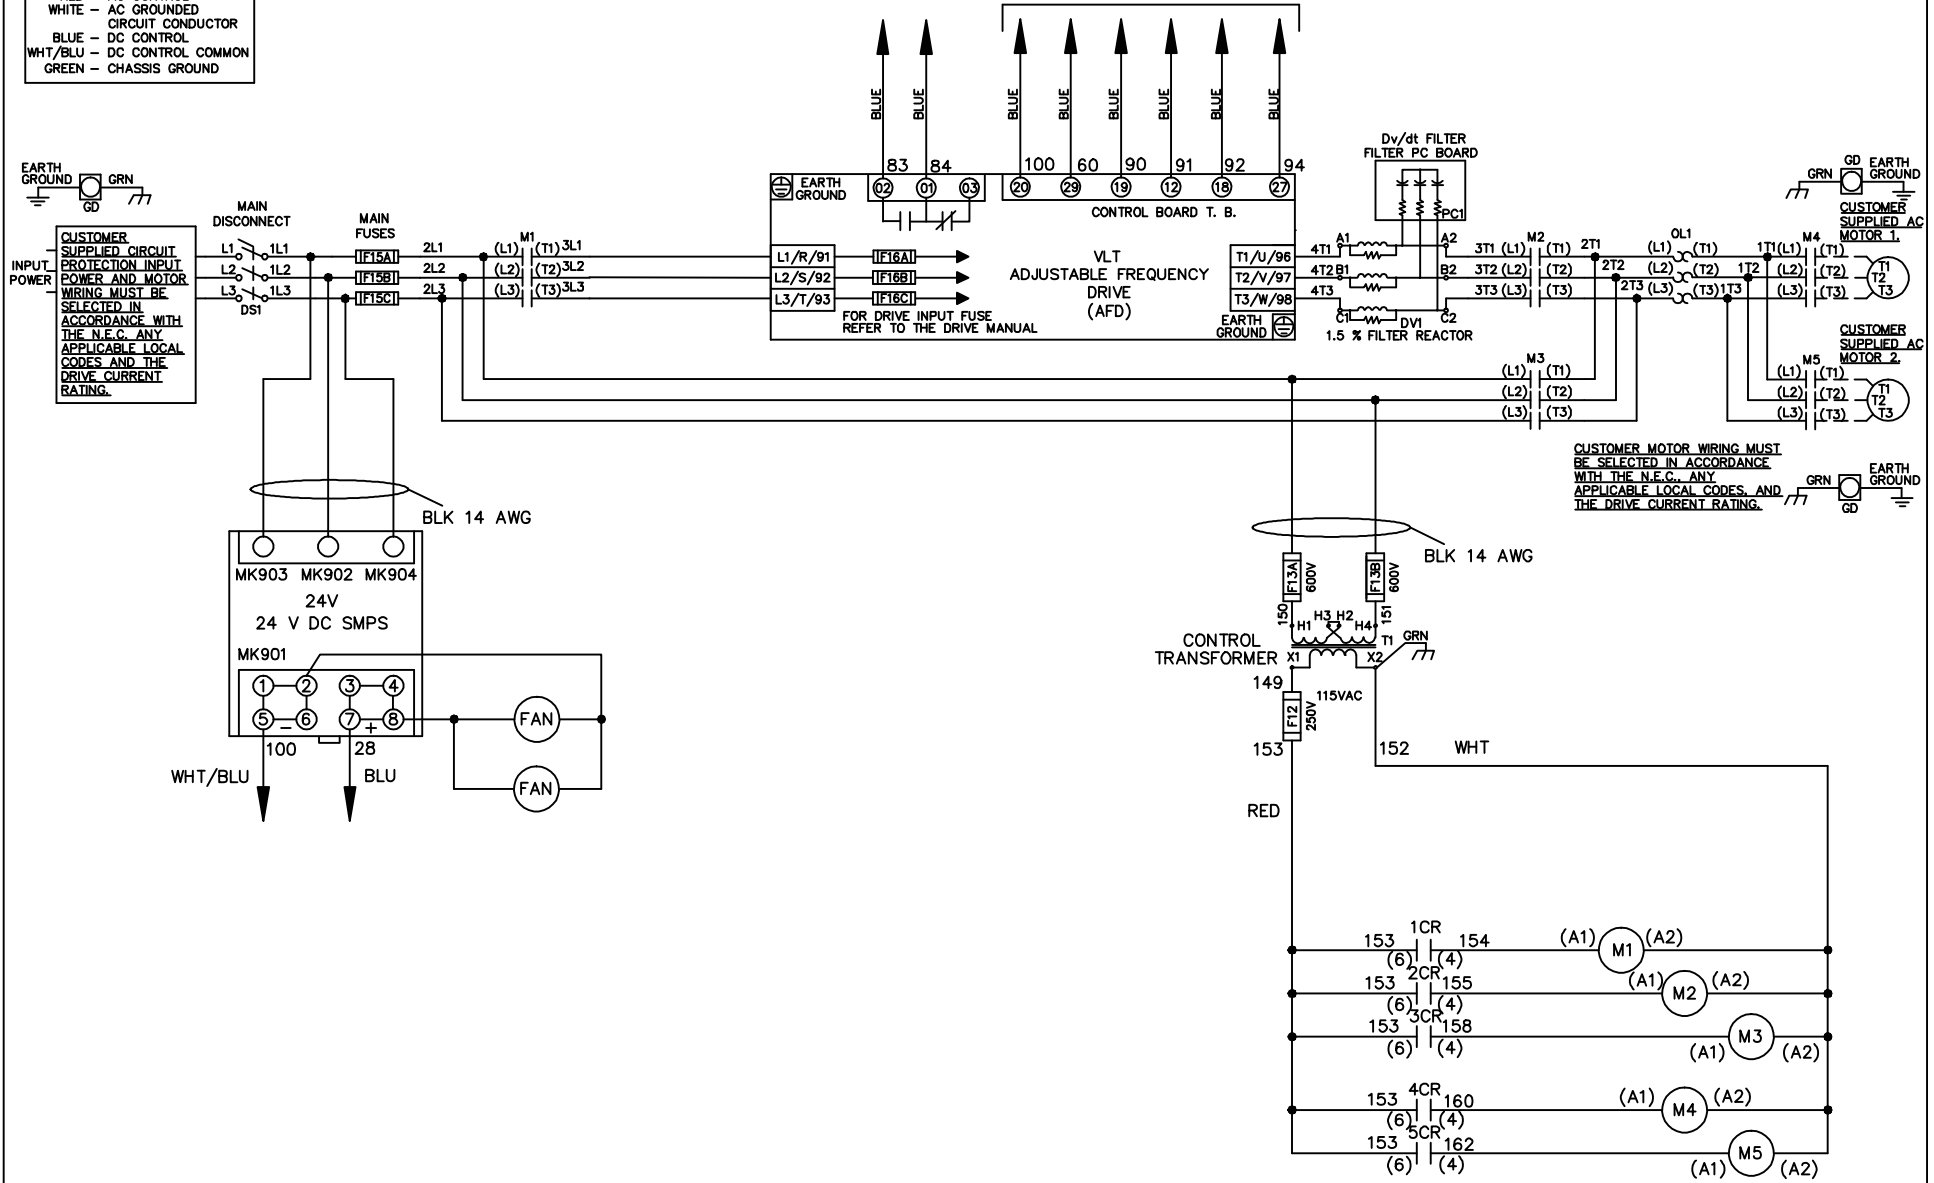 WHITE – AC GROUNDED
CIRCUIT CONDUCTOR
BLUE – DC CONTROL
WHT/BLU – DC CONTROL COMMON
GREEN – CHASSIS GROUND
BLUE BLUE BLUE BLUE BLUE BLUE BLUE BLUE
83 84 100 60 90 91 92 94
02 01 03 20 29 19 12 18 27
EARTH
GROUND
CONTROL BOARD T. B.
EARTH
GROUND
GRN
GD
MAIN
DISCONNECT
MAIN
FUSES
INPUT
POWER
CUSTOMER
SUPPLIED CIRCUIT
PROTECTION INPUT
POWER AND MOTOR
WIRING MUST BE
SELECTED IN
ACCORDANCE WITH
THE N.E.C. ANY
APPLICABLE LOCAL
CODES AND THE
DRIVE CURRENT
RATING.
L1 1L1 F15A 2L1 (L1) M1 (T1) 3L1
L2 1L2 F15B 2L2 (L2) (T2) 3L2
L3 1L3 F15C 2L3 (L3) (T3) 3L3
DS1
L1/R/91 F16A
L2/S/92 F16B
L3/T/93 F16C
FOR DRIVE INPUT FUSE
REFER TO THE DRIVE MANUAL
VLT
ADJUSTABLE FREQUENCY
DRIVE
(AFD)
T1/U/96
T2/V/97
T3/W/98
EARTH
GROUND
Dv/dt FILTER
FILTER PC BOARD
PC1
4T1 A1 A2
4T2 B1 B2
4T3 C1 C2
DV1
1.5 % FILTER REACTOR
M2
3T1 (L1) (T1) 2T1
3T2 (L2) (T2) 2T2
3T3 (L3) (T3) 2T3
OL1
(L1) (T1) 1T1
(L2) (T2) 1T2
(L3) (T3) 1T3
M4
(L1) (T1)
(L2) (T2)
(L3) (T3)
T1
T2
T3
GD
GRN
EARTH
GROUND
CUSTOMER
SUPPLIED AC
MOTOR 1.
CUSTOMER
SUPPLIED AC
MOTOR 2.
M3
(L1) (T1)
(L2) (T2)
(L3) (T3)
M5
(L1) (T1)
(L2) (T2)
(L3) (T3)
T1
T2
T3
CUSTOMER MOTOR WIRING MUST
BE SELECTED IN ACCORDANCE
WITH THE N.E.C., ANY
APPLICABLE LOCAL CODES, AND
THE DRIVE CURRENT RATING.
GRN
GD
EARTH
GROUND
BLK 14 AWG
MK903 MK902 MK904
24V
24 V DC SMPS
MK901
1 2 3 4
5 – 6 7 + 8
100 28
WHT/BLU BLU
FAN
FAN
BLK 14 AWG
F13A 600V F13B 600V
150 151
H1 H3 H2 H4
T1
GRN
CONTROL
TRANSFORMER
X1 X2
149
115VAC
F12 250V
153 152 WHT
RED
1CR
153 154 (A1) M1 (A2)
(6) (4)
2CR
153 155 (A1) M2 (A2)
(6) (4)
3CR
153 158 M3
(6) (4) (A1) (A2)
4CR
153 160 (A1) M4 (A2)
(6) (4)
5CR
153 162 M5
(6) (4) (A1) (A2)